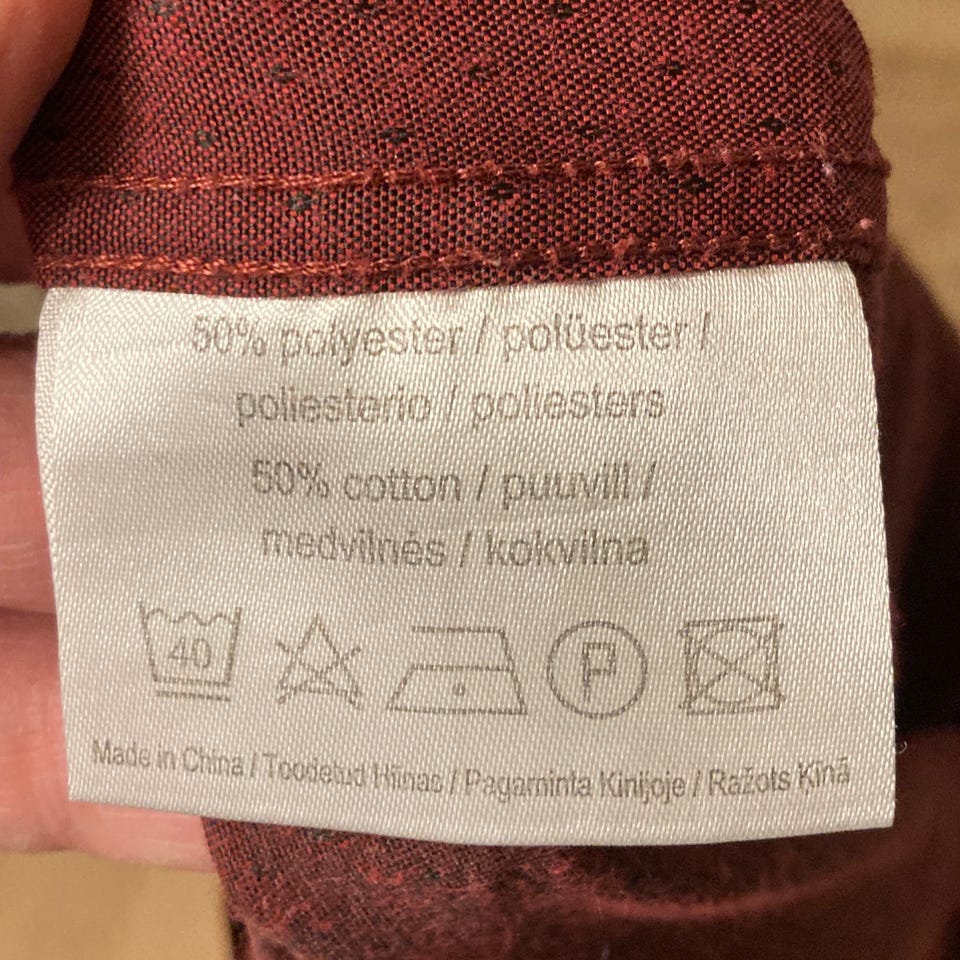 50% polyester / polüester /
poliesterio / poliesters
50% cotton / puuvill /
medvilnės / kokvilna
40 P
Made in China / Toodetud Hiinas / Pagaminta Kinijoje / Ražots Ķīnā